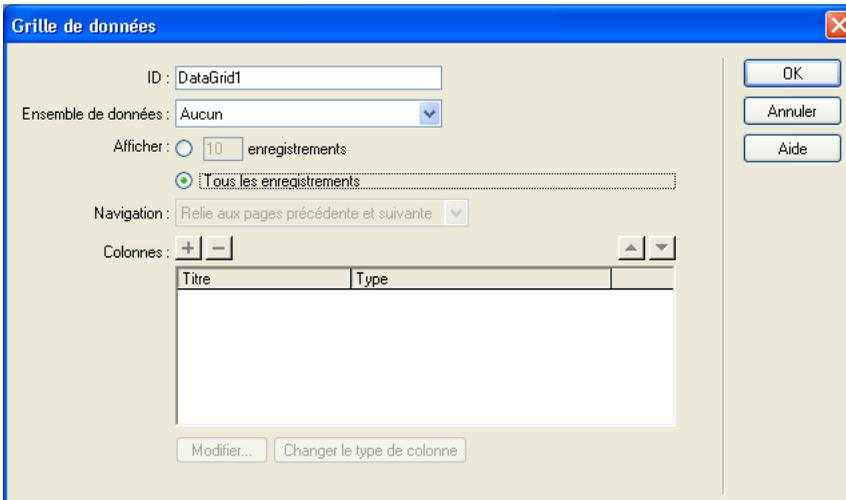 Grille de données
ID : DataGrid1
OK
Ensemble de données : Aucun
Annuler
Afficher : 10 enregistrements
Aide
Tous les enregistrements
Navigation : Relie aux pages précédente et suivante
Colonnes :
Titre Type
Modifier... Changer le type de colonne